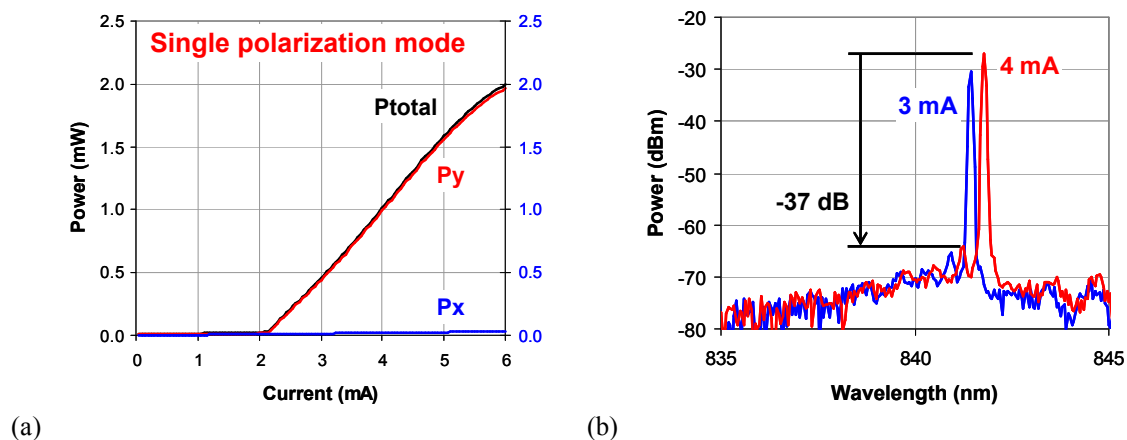 2.5
2.0
1.5
1.0
0.5
0.0
Power (mW)
Single polarization mode
Ptotal
Py
Px
2.5
2.0
1.5
1.0
0.5
0.0
0 1 2 3 4 5 6
Current (mA)
(a)
-20
-30
-40
-50
-60
-70
-80
Power (dBm)
4 mA
3 mA
-37 dB
835 840 845
Wavelength (nm)
(b)